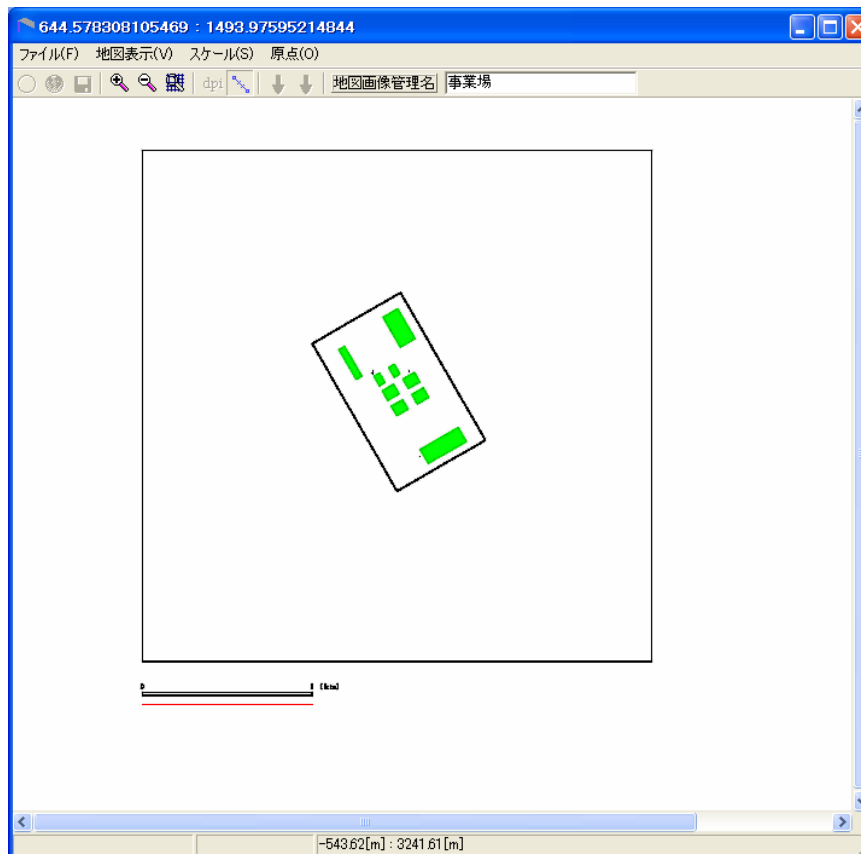 644.578308105469 : 1493.97595214844
ファイル(F) 地図表示(V) スケール(S) 原点(O)
dpi 地図画像管理名 事業場
0 1 [km]
-543.62[m] : 3241.61[m]